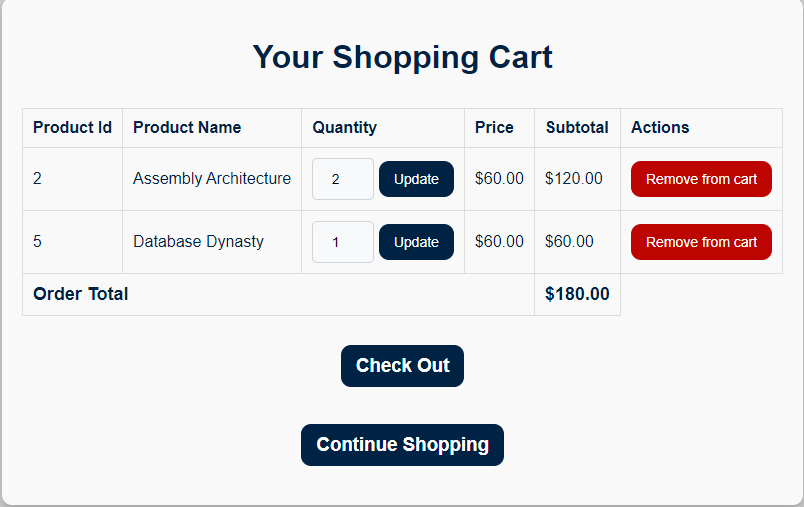 Your Shopping Cart
Product Id Product Name Quantity Price Subtotal Actions
2 Assembly Architecture 2 Update $60.00 $120.00 Remove from cart
5 Database Dynasty 1 Update $60.00 $60.00 Remove from cart
Order Total $180.00
Check Out
Continue Shopping